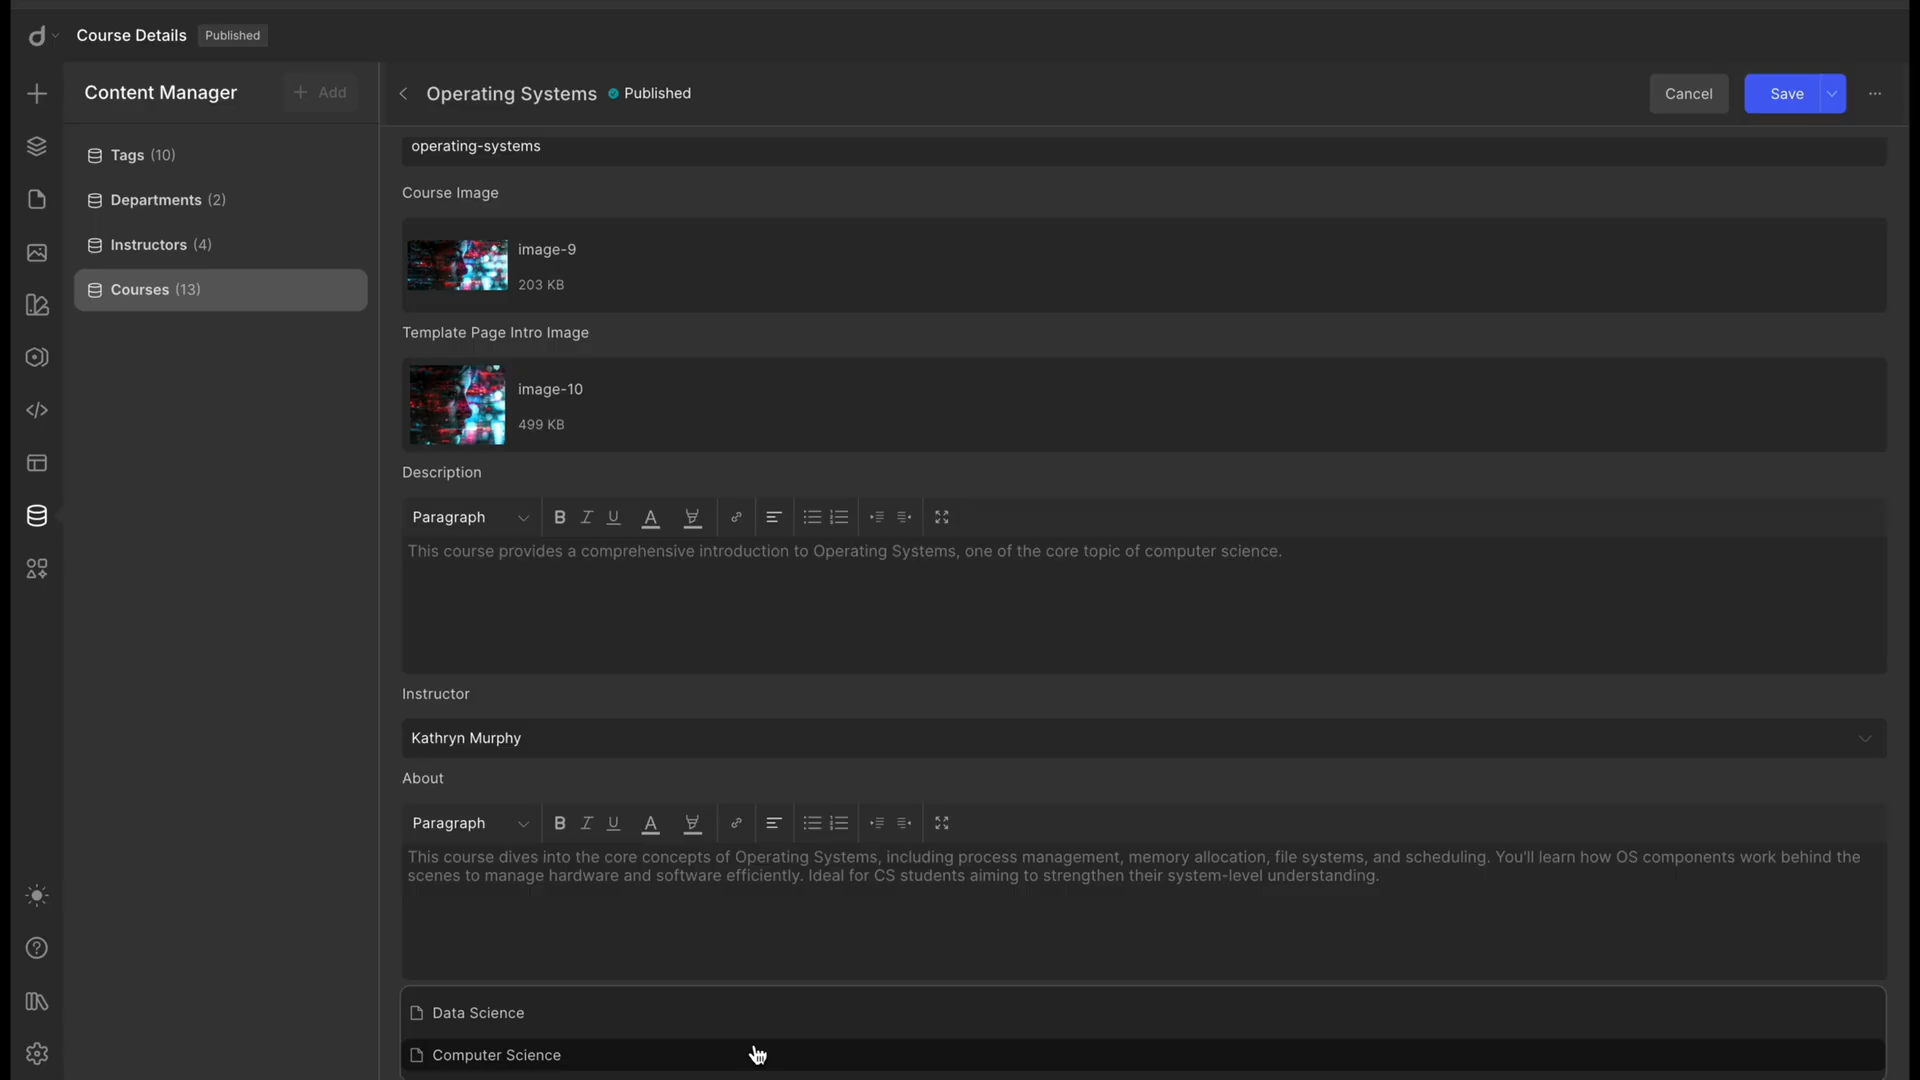 Course Details
Published
Content Manager
+ Add
Operating Systems
Published
Cancel
Save
Tags (10)
Departments (2)
Instructors (4)
Courses (13)
operating-systems
Course Image
image-9
203 KB
Template Page Intro Image
image-10
499 KB
Description
Paragraph
B I U A
This course provides a comprehensive introduction to Operating Systems, one of the core topic of computer science.
Instructor
Kathryn Murphy
About
Paragraph
B I U A
This course dives into the core concepts of Operating Systems, including process management, memory allocation, file systems, and scheduling. You'll learn how OS components work behind the
scenes to manage hardware and software efficiently. Ideal for CS students aiming to strengthen their system-level understanding.
Data Science
Computer Science